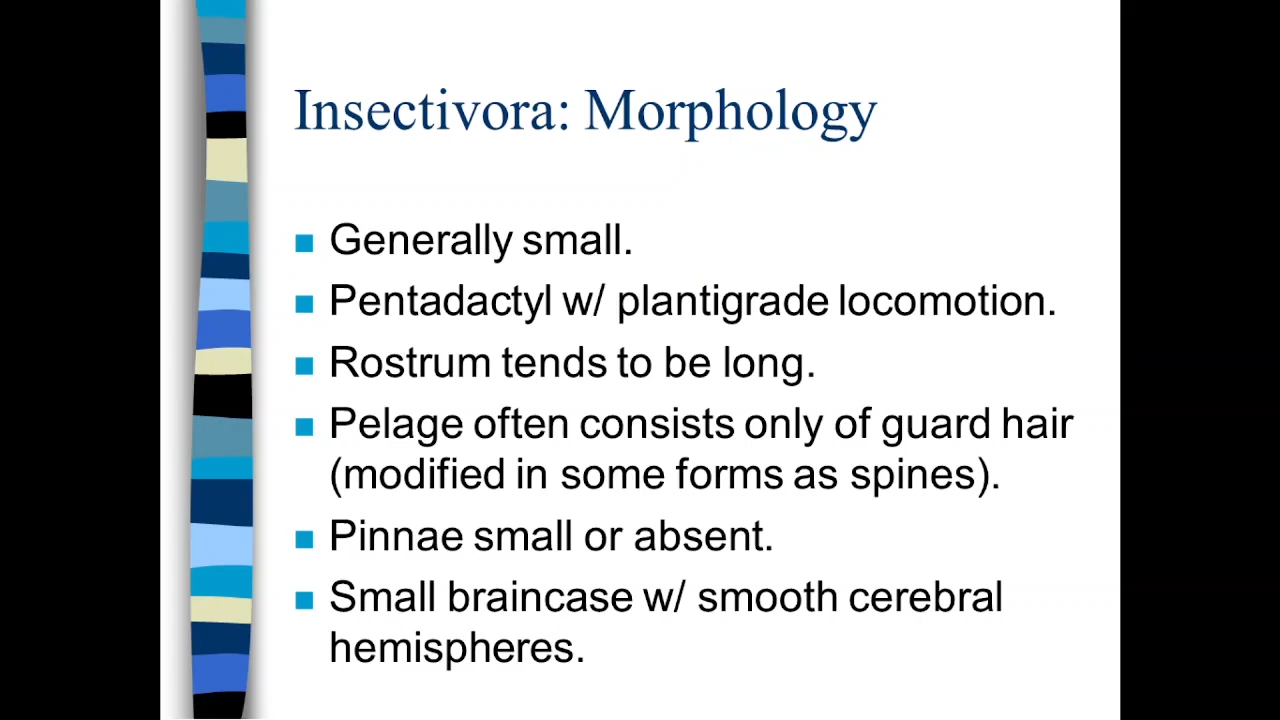 Insectivora: Morphology
Generally small.
Pentadactyl w/ plantigrade locomotion.
Rostrum tends to be long.
Pelage often consists only of guard hair
(modified in some forms as spines).
Pinnae small or absent.
Small braincase w/ smooth cerebral
hemispheres.